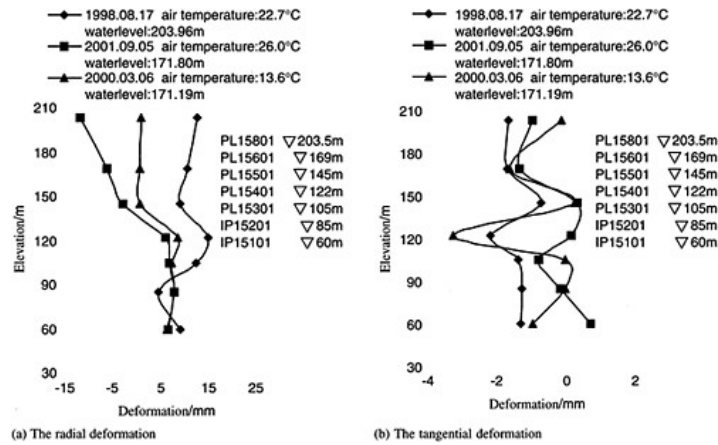 1998.08.17 air temperature:22.7°C
waterlevel:203.96m
2001.09.05 air temperature:26.0°C
waterlevel:171.80m
2000.03.06 air temperature:13.6°C
waterlevel:171.19m
210
180
150
120
90
60
30
Elevation/m
PL15801 ▽203.5m
PL15601 ▽169m
PL15501 ▽145m
PL15401 ▽122m
PL15301 ▽105m
IP15201 ▽85m
IP15101 ▽60m
-15 -5 5 15 25
Deformation/mm
(a) The radial deformation
1998.08.17 air temperature:22.7°C
waterlevel:203.96m
2001.09.05 air temperature:26.0°C
waterlevel:171.80m
2000.03.06 air temperature:13.6°C
waterlevel:171.19m
210
180
150
120
90
60
30
Elevation/m
PL15801 ▽203.5m
PL15601 ▽169m
PL15501 ▽145m
PL15401 ▽122m
PL15301 ▽105m
IP15201 ▽85m
IP15101 ▽60m
-4 -2 0 2
Deformation/mm
(b) The tangential deformation